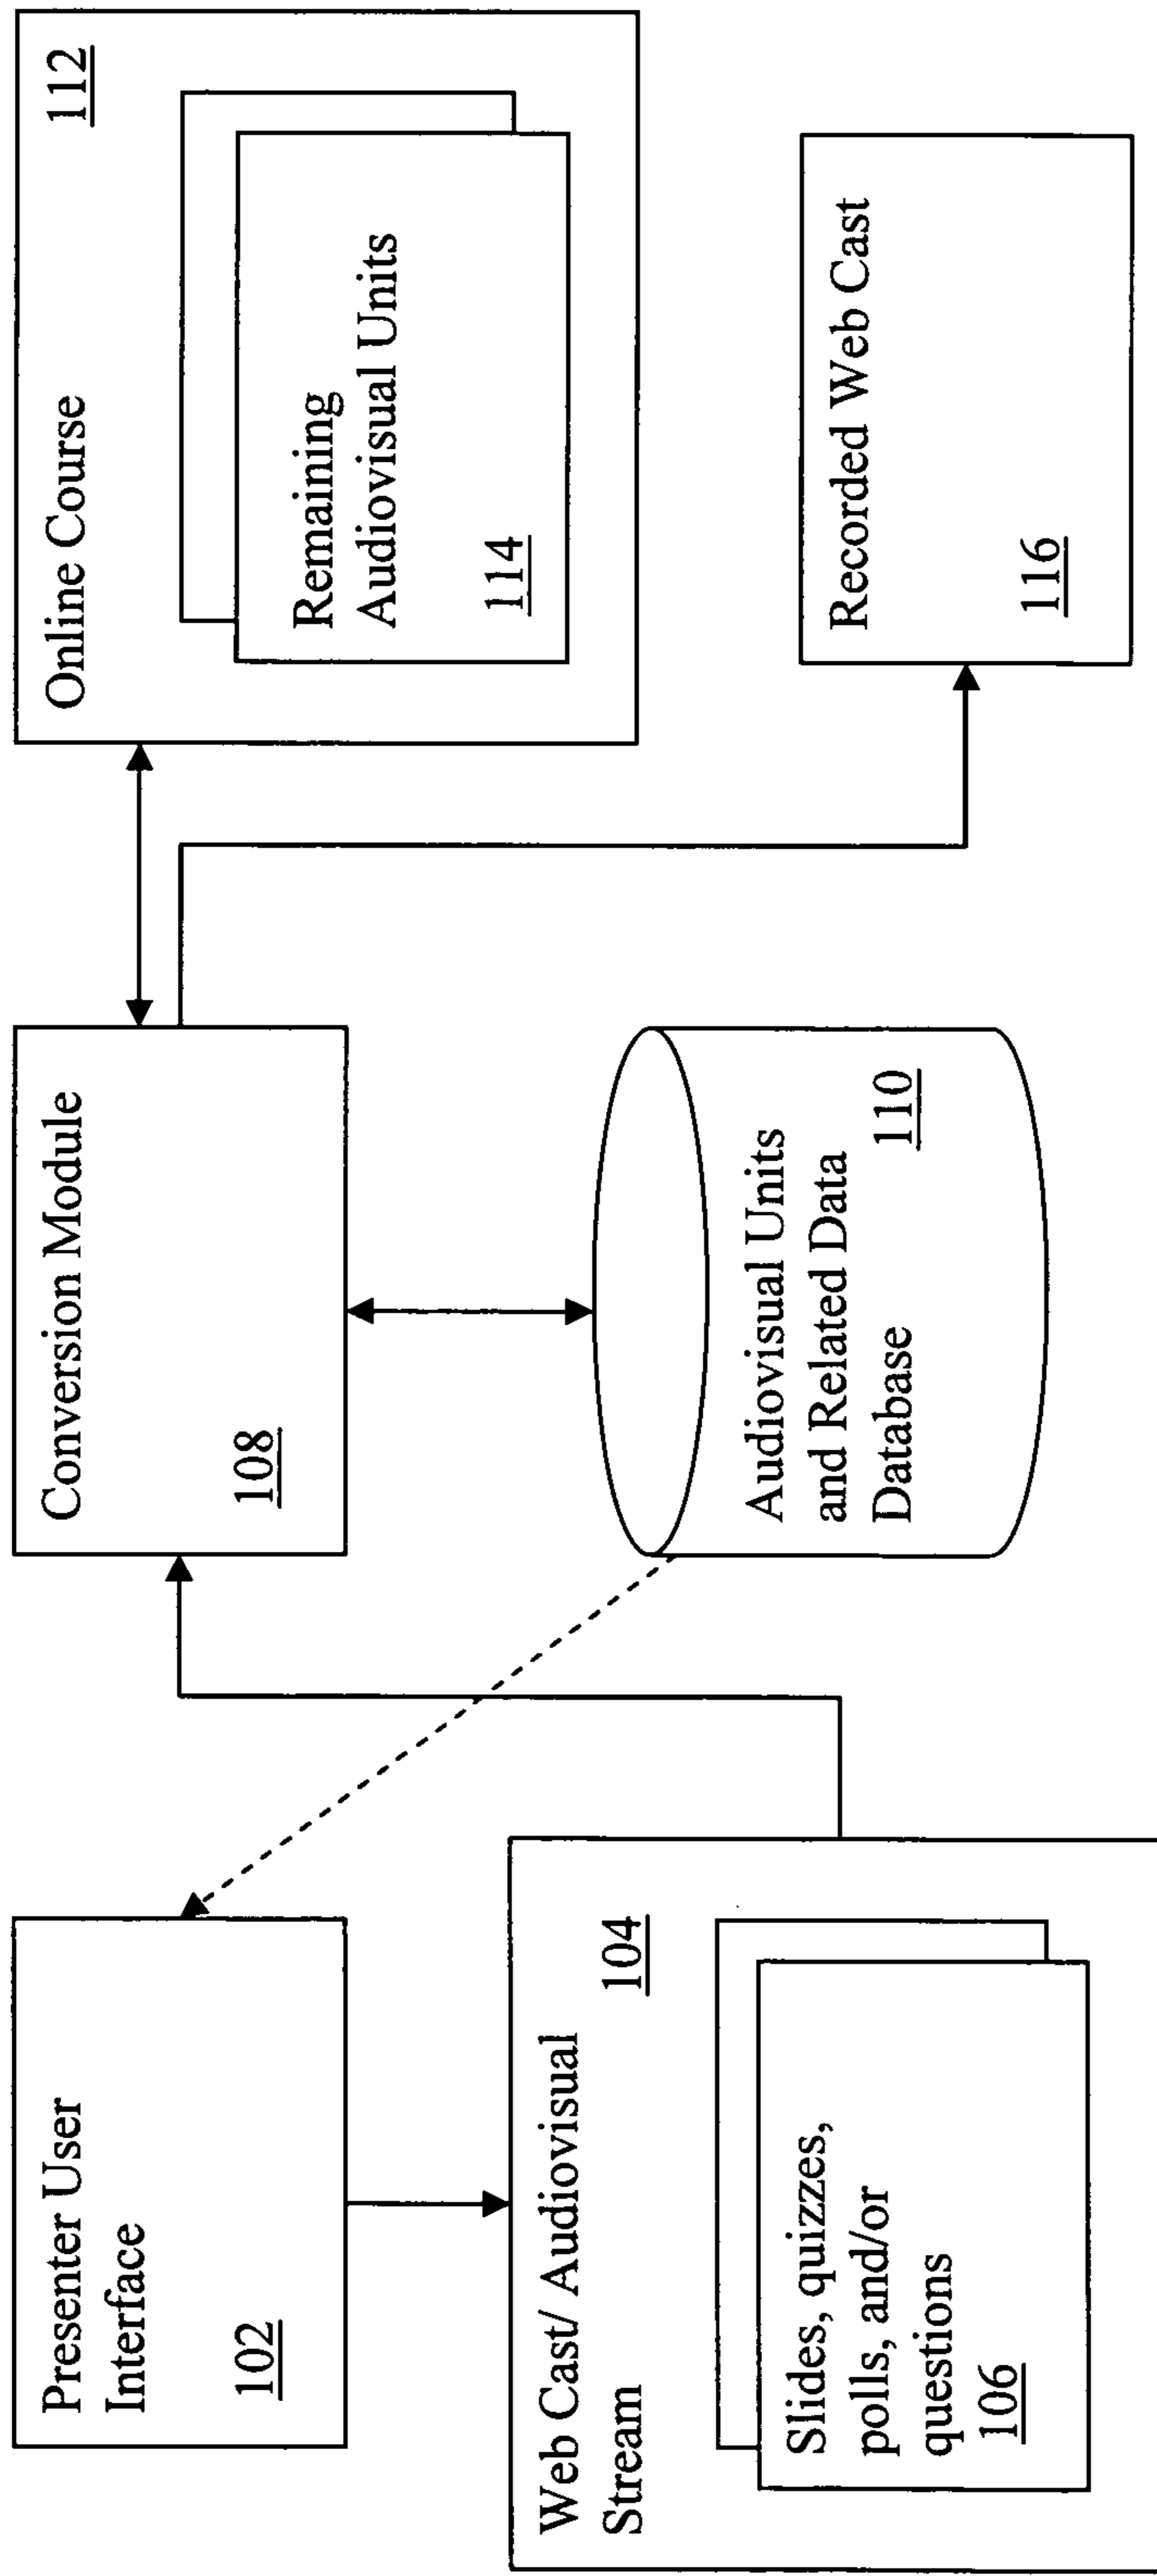 Presenter User
Interface
102
Web Cast/ Audiovisual
Stream
104
Slides, quizzes,
polls, and/or
questions
106
Conversion Module
108
Audiovisual Units
and Related Data
Database
110
Online Course
112
Remaining
Audiovisual Units
114
Recorded Web Cast
116